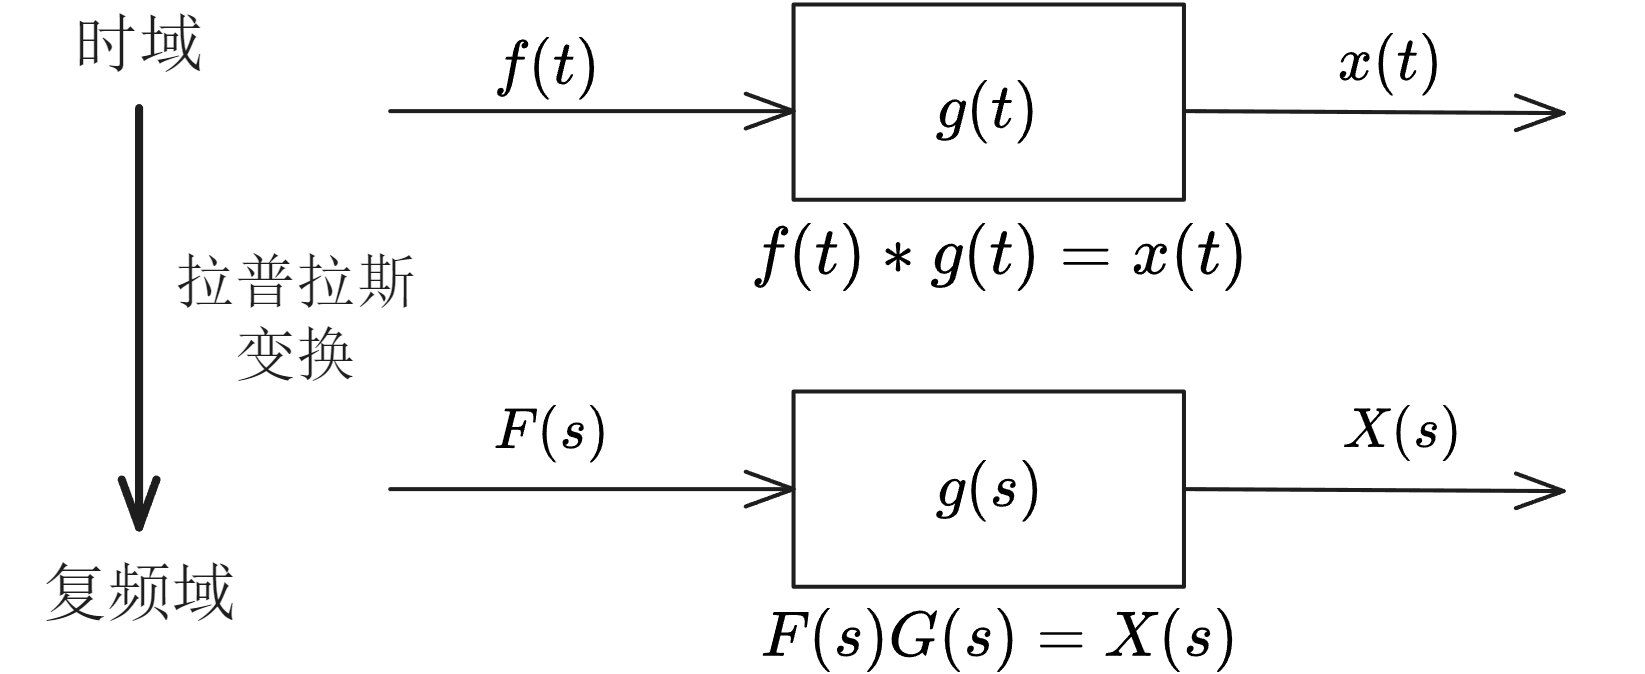 时域
f(t)
g(t)
x(t)
f(t) * g(t) = x(t)
拉普拉斯
变换
F(s)
g(s)
X(s)
复频域
F(s)G(s) = X(s)